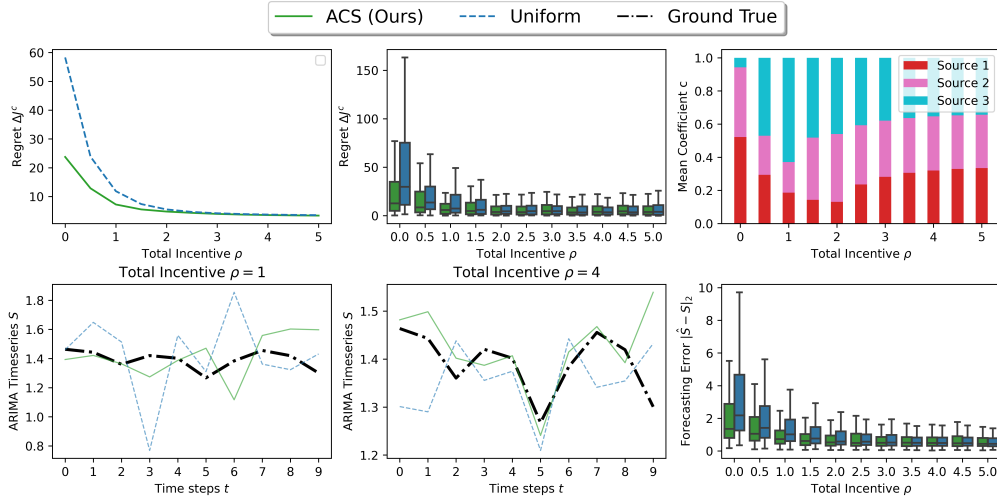 ACS (Ours) Uniform Ground True
60
50
40
30
20
10
0 1 2 3 4 5
Regret ΔJᶜ
Total Incentive ρ
150
100
50
0
0.0 0.5 1.0 1.5 2.0 2.5 3.0 3.5 4.0 4.5 5.0
Regret ΔJᶜ
Total Incentive ρ
1.0
0.8
0.6
0.4
0.2
0.0
0 1 2 3 4 5
Mean Coefficient c
Total Incentive ρ
Source 1
Source 2
Source 3
Total Incentive ρ = 1
1.8
1.6
1.4
1.2
1.0
0.8
0 1 2 3 4 5 6 7 8 9
ARIMA Timeseries S
Time steps t
Total Incentive ρ = 4
1.5
1.4
1.3
1.2
0 1 2 3 4 5 6 7 8 9
ARIMA Timeseries S
Time steps t
10
8
6
4
2
0
0.0 0.5 1.0 1.5 2.0 2.5 3.0 3.5 4.0 4.5 5.0
Forecasting Error |Ŝ − S|₂
Total Incentive ρ